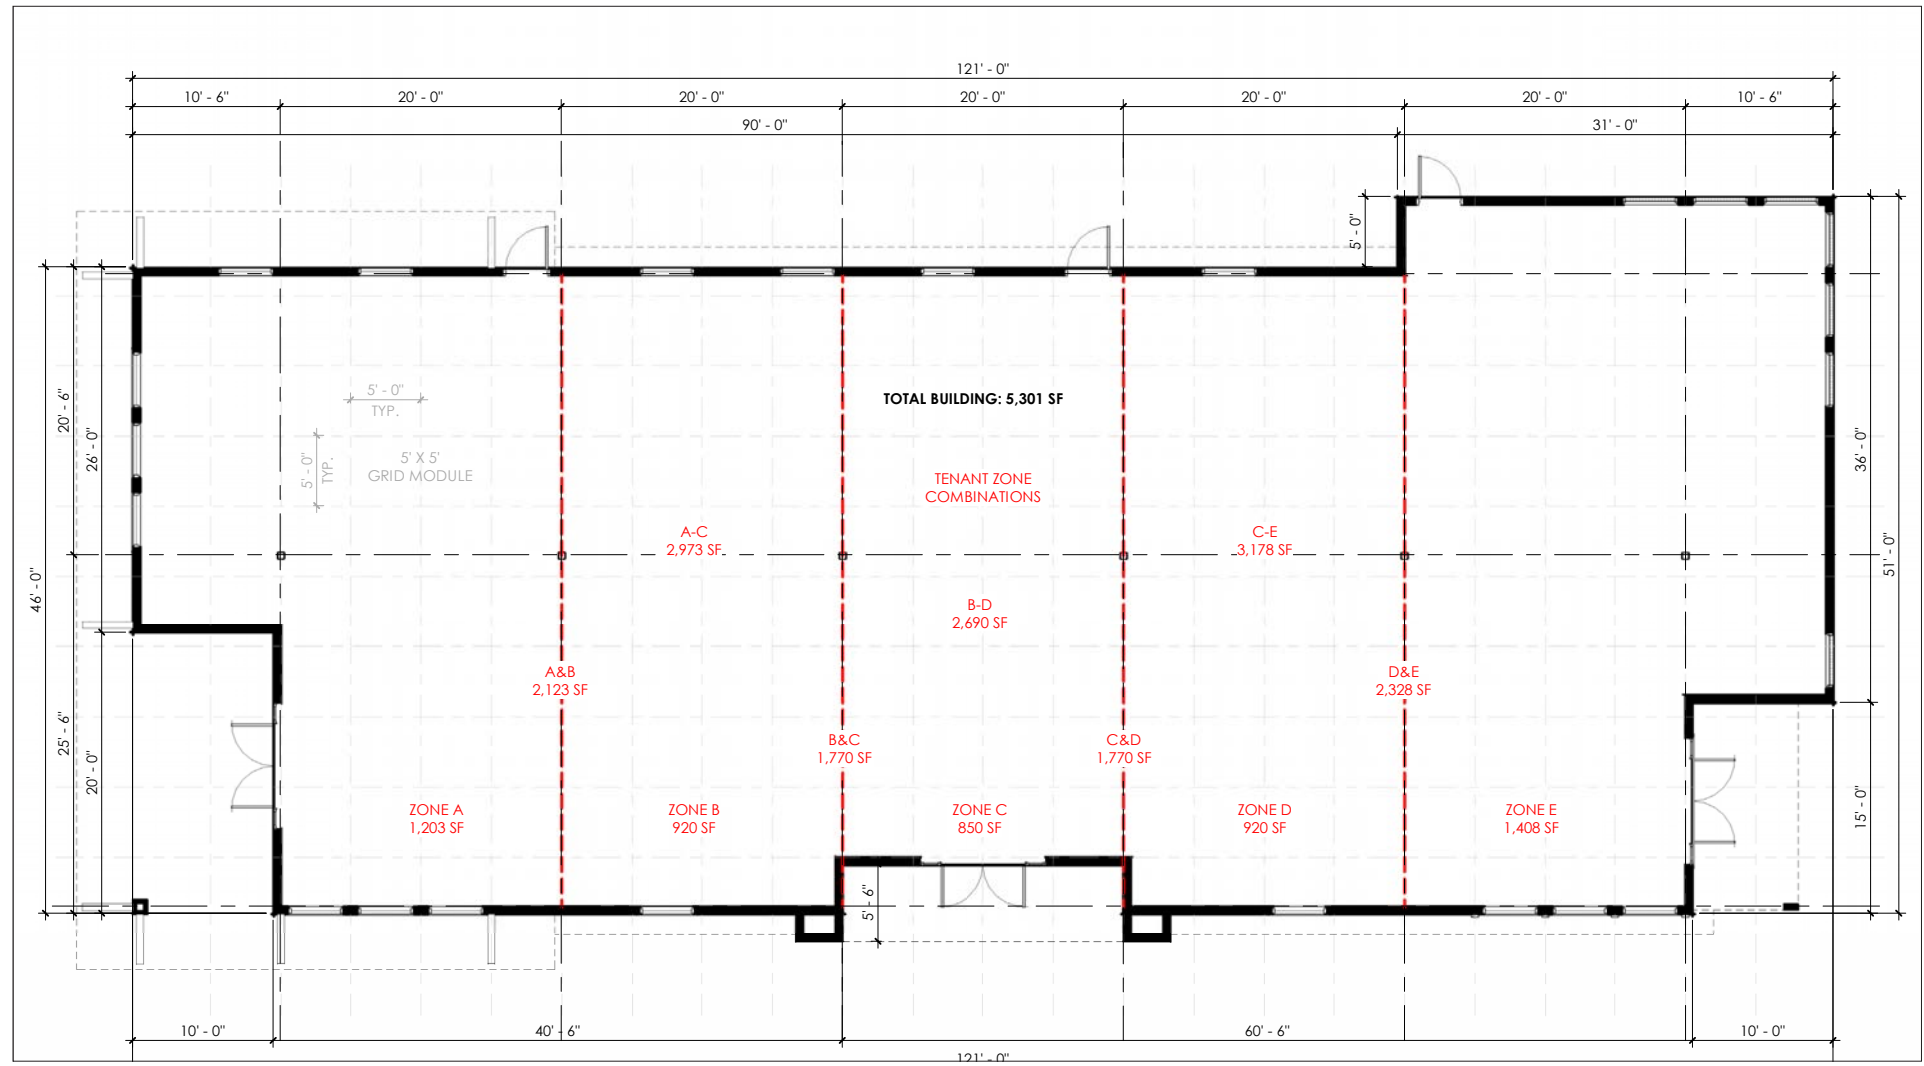 121' - 0"
10' - 6"
20' - 0"
20' - 0"
20' - 0"
20' - 0"
20' - 0"
10' - 6"
90' - 0"
31' - 0"
5' - 0"
5' - 0"
TYP.
20' - 6"
26' - 0"
5' - 0"
TYP.
5' X 5'
GRID MODULE
TOTAL BUILDING: 5,301 SF
TENANT ZONE
COMBINATIONS
36' - 0"
51' - 0"
46' - 0"
A-C
2,973 SF
C-E
3,178 SF
B-D
2,690 SF
A&B
2,123 SF
D&E
2,328 SF
25' - 6"
20' - 0"
B&C
1,770 SF
C&D
1,770 SF
15' - 0"
ZONE A
1,203 SF
ZONE B
920 SF
ZONE C
850 SF
ZONE D
920 SF
ZONE E
1,408 SF
5' - 6"
10' - 0"
40' - 6"
60' - 6"
10' - 0"
121' - 0"